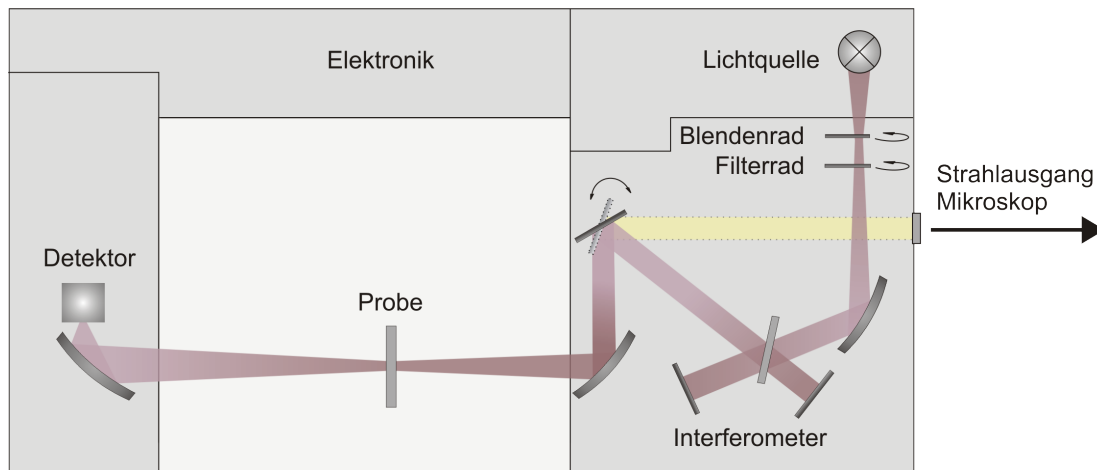 Elektronik
Lichtquelle
Blendenrad
Filterrad
Strahlausgang
Mikroskop
Detektor
Probe
Interferometer